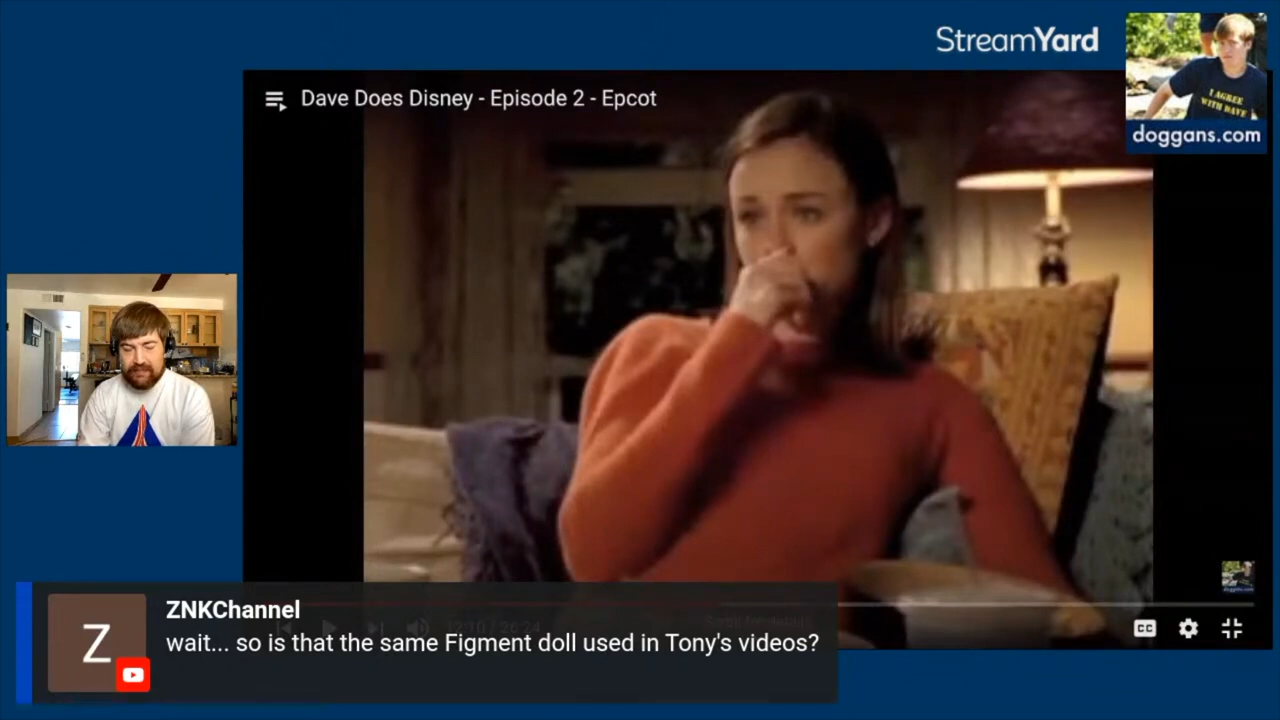 StreamYard
I AGREE
WITH DAVE
doggans.com
Dave Does Disney - Episode 2 - Epcot
CC
ZNKChannel
Z
wait... so is that the same Figment doll used in Tony's videos?